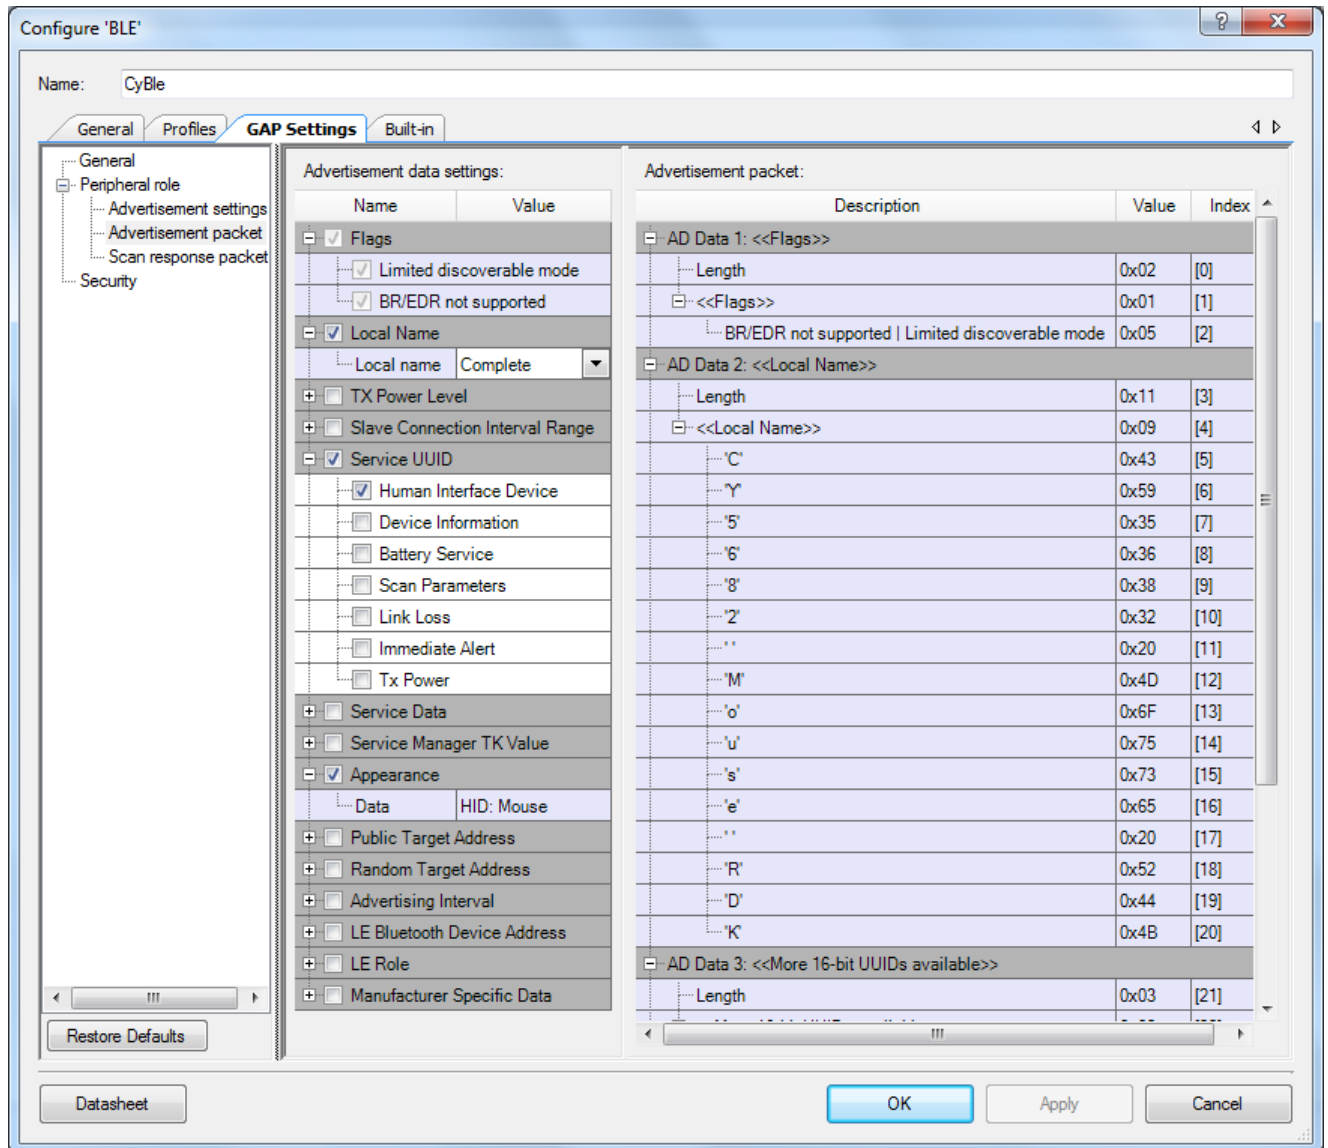 Configure 'BLE'
Name: CyBle
General Profiles GAP Settings Built-in
General
Peripheral role
Advertisement settings
Advertisement packet
Scan response packet
Security
Restore Defaults
Advertisement data settings:
Name Value
Flags
Limited discoverable mode
BR/EDR not supported
Local Name
Local name Complete
TX Power Level
Slave Connection Interval Range
Service UUID
Human Interface Device
Device Information
Battery Service
Scan Parameters
Link Loss
Immediate Alert
Tx Power
Service Data
Service Manager TK Value
Appearance
Data HID: Mouse
Public Target Address
Random Target Address
Advertising Interval
LE Bluetooth Device Address
LE Role
Manufacturer Specific Data
Advertisement packet:
Description Value Index
AD Data 1: <<Flags>>
Length 0x02 [0]
<<Flags>> 0x01 [1]
BR/EDR not supported | Limited discoverable mode 0x05 [2]
AD Data 2: <<Local Name>>
Length 0x11 [3]
<<Local Name>> 0x09 [4]
'C' 0x43 [5]
'Y' 0x59 [6]
'5' 0x35 [7]
'6' 0x36 [8]
'8' 0x38 [9]
'2' 0x32 [10]
' ' 0x20 [11]
'M' 0x4D [12]
'o' 0x6F [13]
'u' 0x75 [14]
's' 0x73 [15]
'e' 0x65 [16]
' ' 0x20 [17]
'R' 0x52 [18]
'D' 0x44 [19]
'K' 0x4B [20]
AD Data 3: <<More 16-bit UUIDs available>>
Length 0x03 [21]
Datasheet OK Apply Cancel